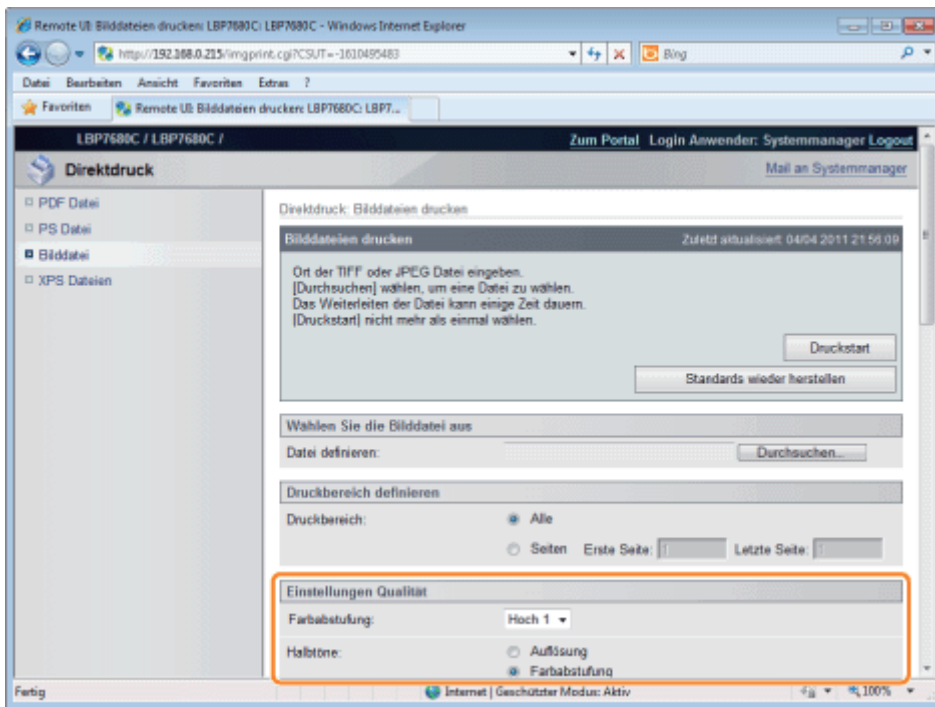 Remote UI: Bilddateien drucken: LBP7680C: LBP7680C - Windows Internet Explorer
http://192.168.0.215/imgprint.cgi?CSUT=-1610495483
Bing
Datei Bearbeiten Ansicht Favoriten Extras ?
Favoriten Remote UI: Bilddateien drucken: LBP7680C: LBP7...
LBP7680C / LBP7680C / Zum Portal Login Anwender: Systemmanager Logout
Direktdruck Mail an Systemmanager
PDF Datei
PS Datei
Bilddatei
XPS Dateien
Direktdruck: Bilddateien drucken
Bilddateien drucken Zuletzt aktualisiert: 04/04 2011 21:56:09
Ort der TIFF oder JPEG Datei eingeben.
[Durchsuchen] wählen, um eine Datei zu wählen.
Das Weiterleiten der Datei kann einige Zeit dauern.
[Druckstart] nicht mehr als einmal wählen.
Druckstart
Standards wieder herstellen
Wählen Sie die Bilddatei aus
Datei definieren: Durchsuchen...
Druckbereich definieren
Druckbereich: Alle
Seiten Erste Seite: 1 Letzte Seite: 1
Einstellungen Qualität
Farbabstufung: Hoch 1
Halbtöne: Auflösung
Farbabstufung
Fertig Internet | Geschützter Modus: Aktiv 100%